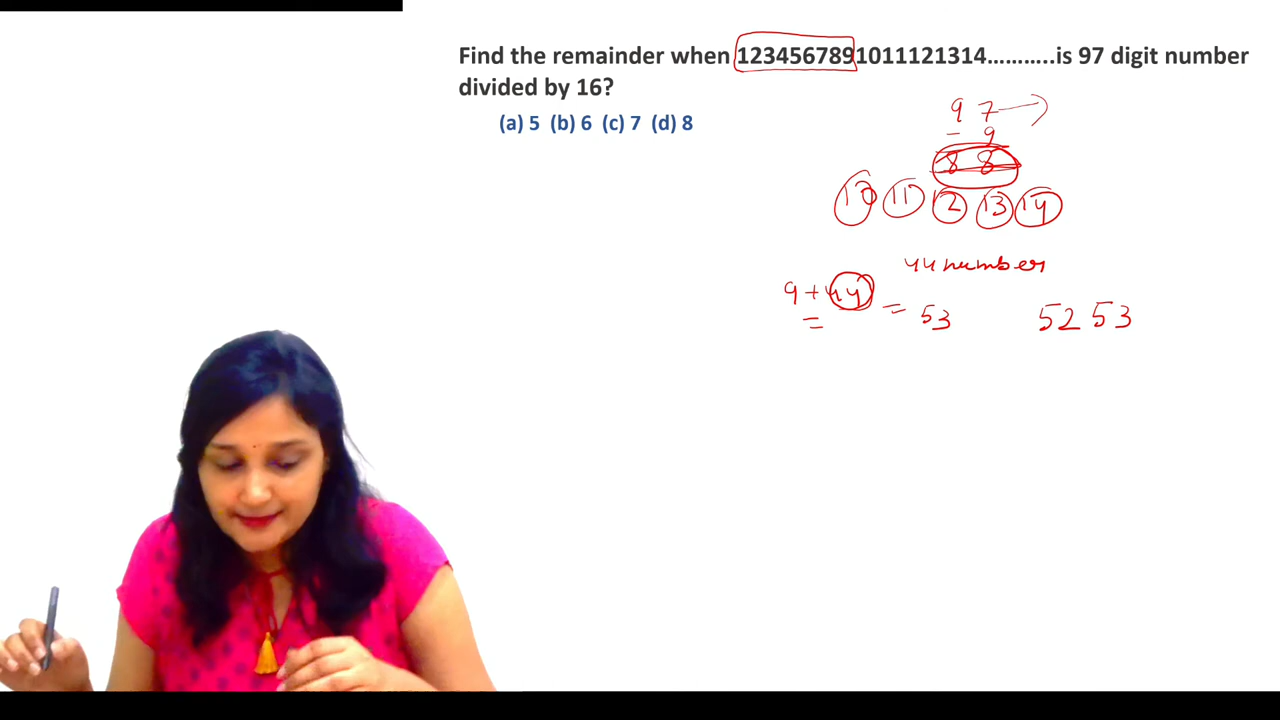 Find the remainder when 1234567891011121314………..is 97 digit number
divided by 16?
(a) 5 (b) 6 (c) 7 (d) 8
97
- 9
88
10 11 12 13 14
44 number
9 + 44 = 53 5253
=